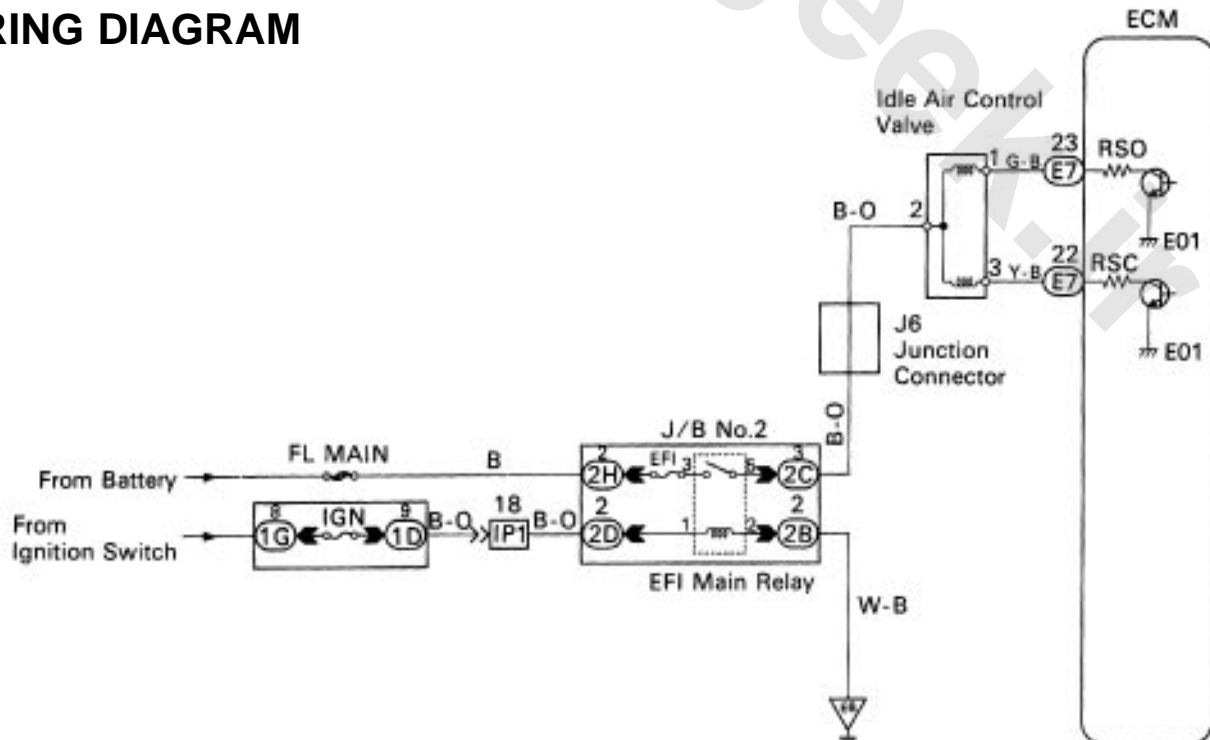 RING DIAGRAM
ECM
Idle Air Control
Valve
1 G-B 23 E7 RSO
B-O 2
E01
3 Y-B 22 E7 RSC
E01
J6
Junction
Connector
B-O
J/B No.2
FL MAIN B 2 2H EFI 3 5 3 2C
From Battery
From
Ignition Switch
8 1G IGN 9 1D B-O 18 IP1 B-O 2 2D 1 2 2 2B
EFI Main Relay
W-B
eek.ir